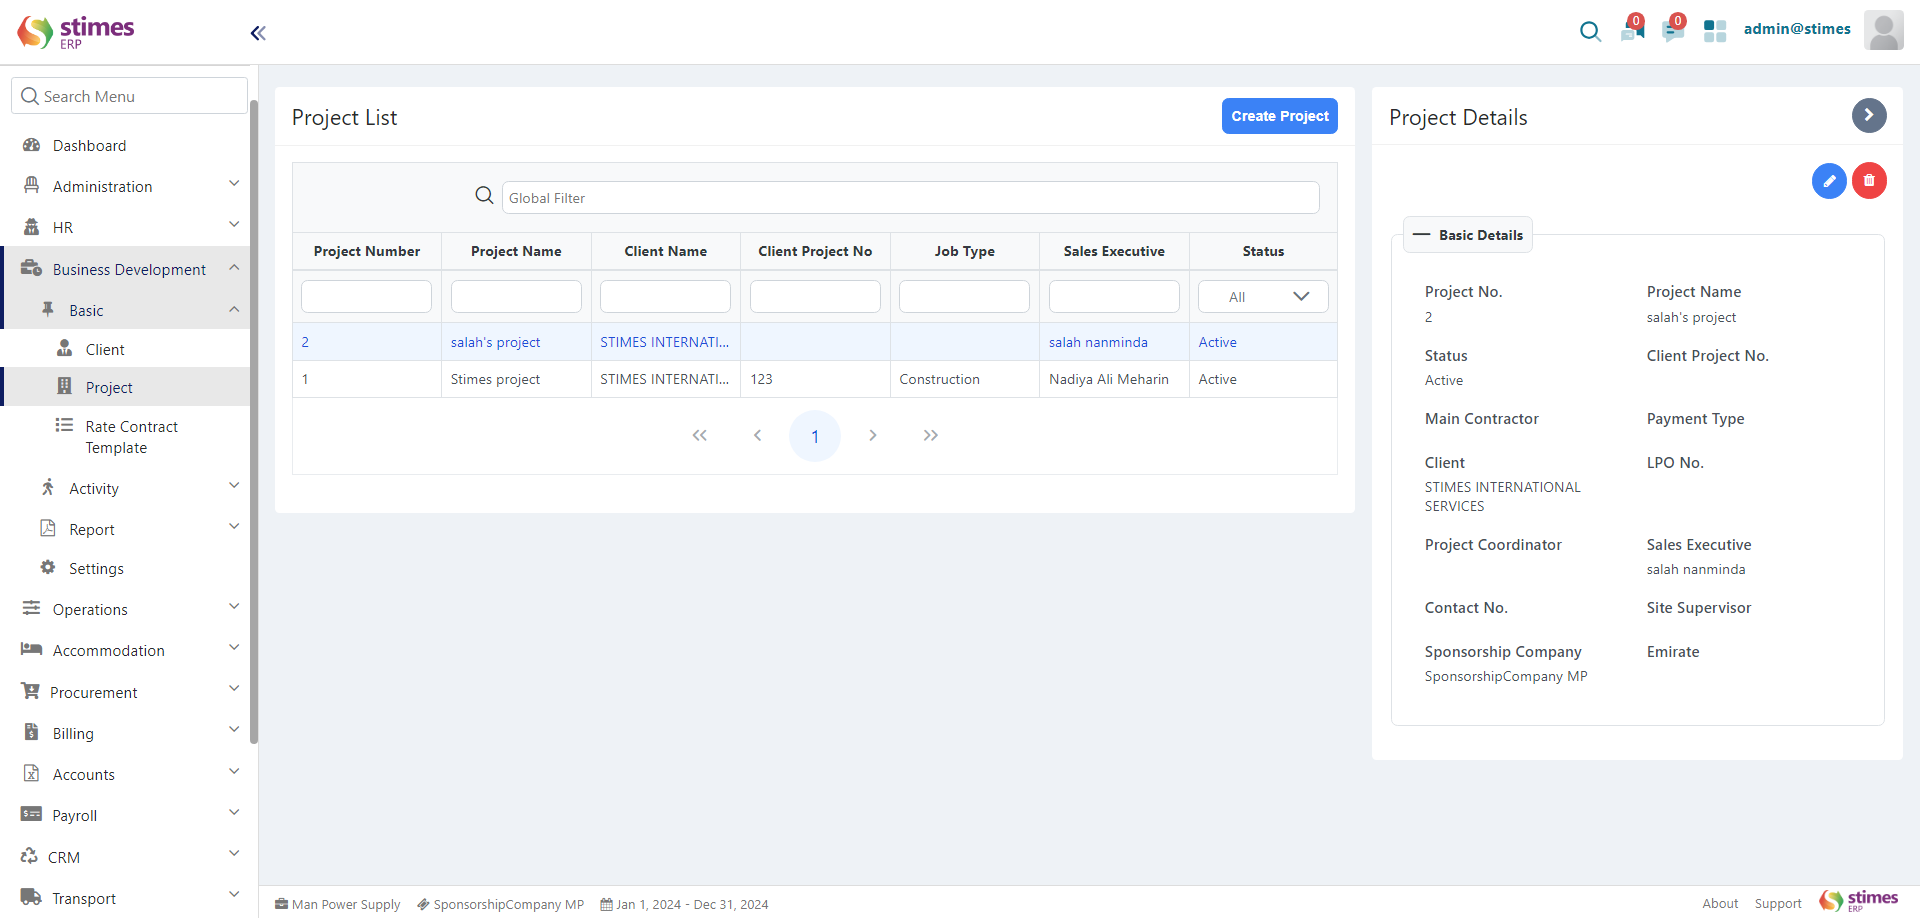 stimes
ERP
0
0
admin@stimes
Search Menu
Dashboard
Administration
HR
Business Development
Basic
Client
Project
Rate Contract
Template
Activity
Report
Settings
Operations
Accommodation
Procurement
Billing
Accounts
Payroll
CRM
Transport
Project List
Create Project
Global Filter
Project Number Project Name Client Name Client Project No Job Type Sales Executive Status
All
2 salah's project STIMES INTERNATI... salah nanminda Active
1 Stimes project STIMES INTERNATI... 123 Construction Nadiya Ali Meharin Active
1
Project Details
Basic Details
Project No. Project Name
2 salah's project
Status Client Project No.
Active
Main Contractor Payment Type
Client LPO No.
STIMES INTERNATIONAL
SERVICES
Project Coordinator Sales Executive
salah nanminda
Contact No. Site Supervisor
Sponsorship Company Emirate
SponsorshipCompany MP
Man Power Supply SponsorshipCompany MP Jan 1, 2024 - Dec 31, 2024
About Support stimes
ERP